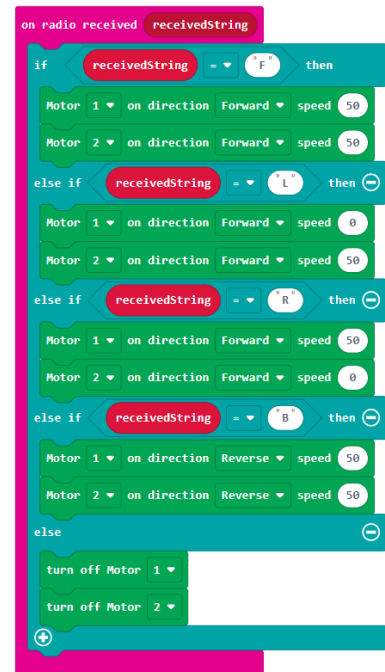 on radio received receivedString
if receivedString = "F" then
Motor 1 on direction Forward speed 50
Motor 2 on direction Forward speed 50
else if receivedString = "L" then
Motor 1 on direction Forward speed 0
Motor 2 on direction Forward speed 50
else if receivedString = "R" then
Motor 1 on direction Forward speed 50
Motor 2 on direction Forward speed 0
else if receivedString = "B" then
Motor 1 on direction Reverse speed 50
Motor 2 on direction Reverse speed 50
else
turn off Motor 1
turn off Motor 2